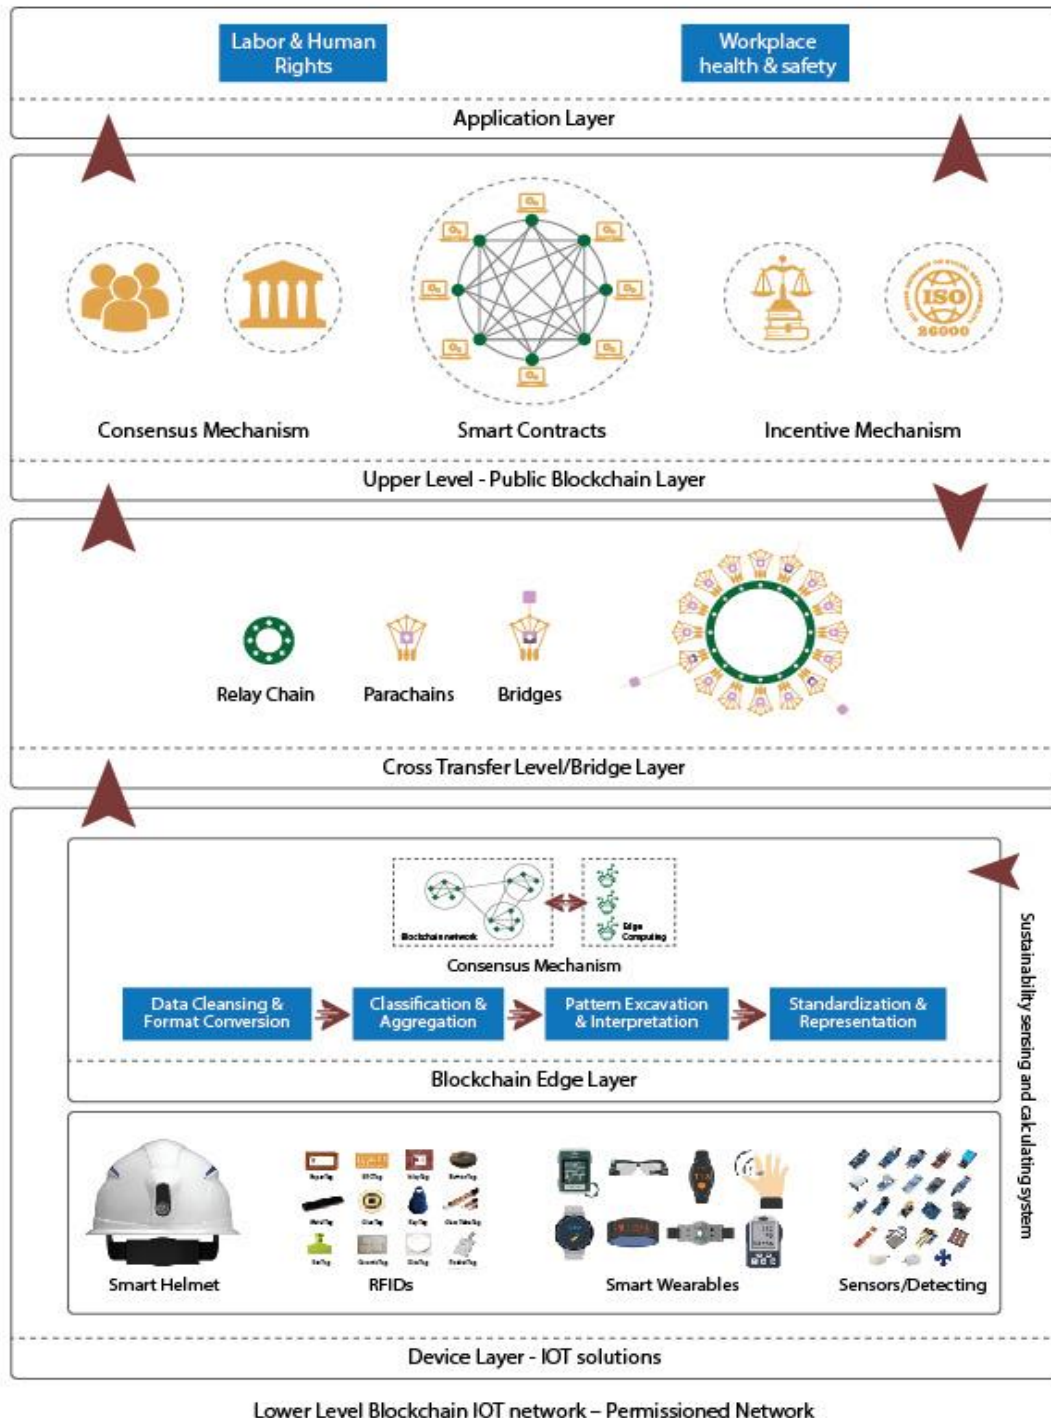 Labor & Human
Rights
Workplace
health & safety
Application Layer
ISO
26000
Consensus Mechanism
Smart Contracts
Incentive Mechanism
Upper Level - Public Blockchain Layer
Relay Chain
Parachains
Bridges
Cross Transfer Level/Bridge Layer
Blockchain network
Edge
Computing
Consensus Mechanism
Data Cleansing &
Format Conversion
Classification &
Aggregation
Pattern Excavation
& Interpretation
Standardization &
Representation
Blockchain Edge Layer
Sustainability sensing and calculating system
Smart Helmet
RFIDs
Smart Wearables
Sensors/Detecting
Device Layer - IOT solutions
Lower Level Blockchain IOT network – Permissioned Network